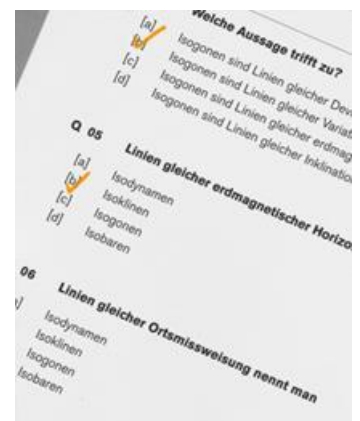 Welche Aussage trifft zu?
[a] Isogonen sind Linien gleicher Dev
[b] Isogonen sind Linien gleicher Variat
[c] Isogonen sind Linien gleicher erdmag
[d] Isogonen sind Linien gleicher Inklinatio
Q 05 Linien gleicher erdmagnetischer Horizo
[a] Isodynamen
[b] Isoklinen
[c] Isogonen
[d] Isobaren
06 Linien gleicher Ortsmissweisung nennt man
Isodynamen
Isoklinen
Isogonen
Isobaren